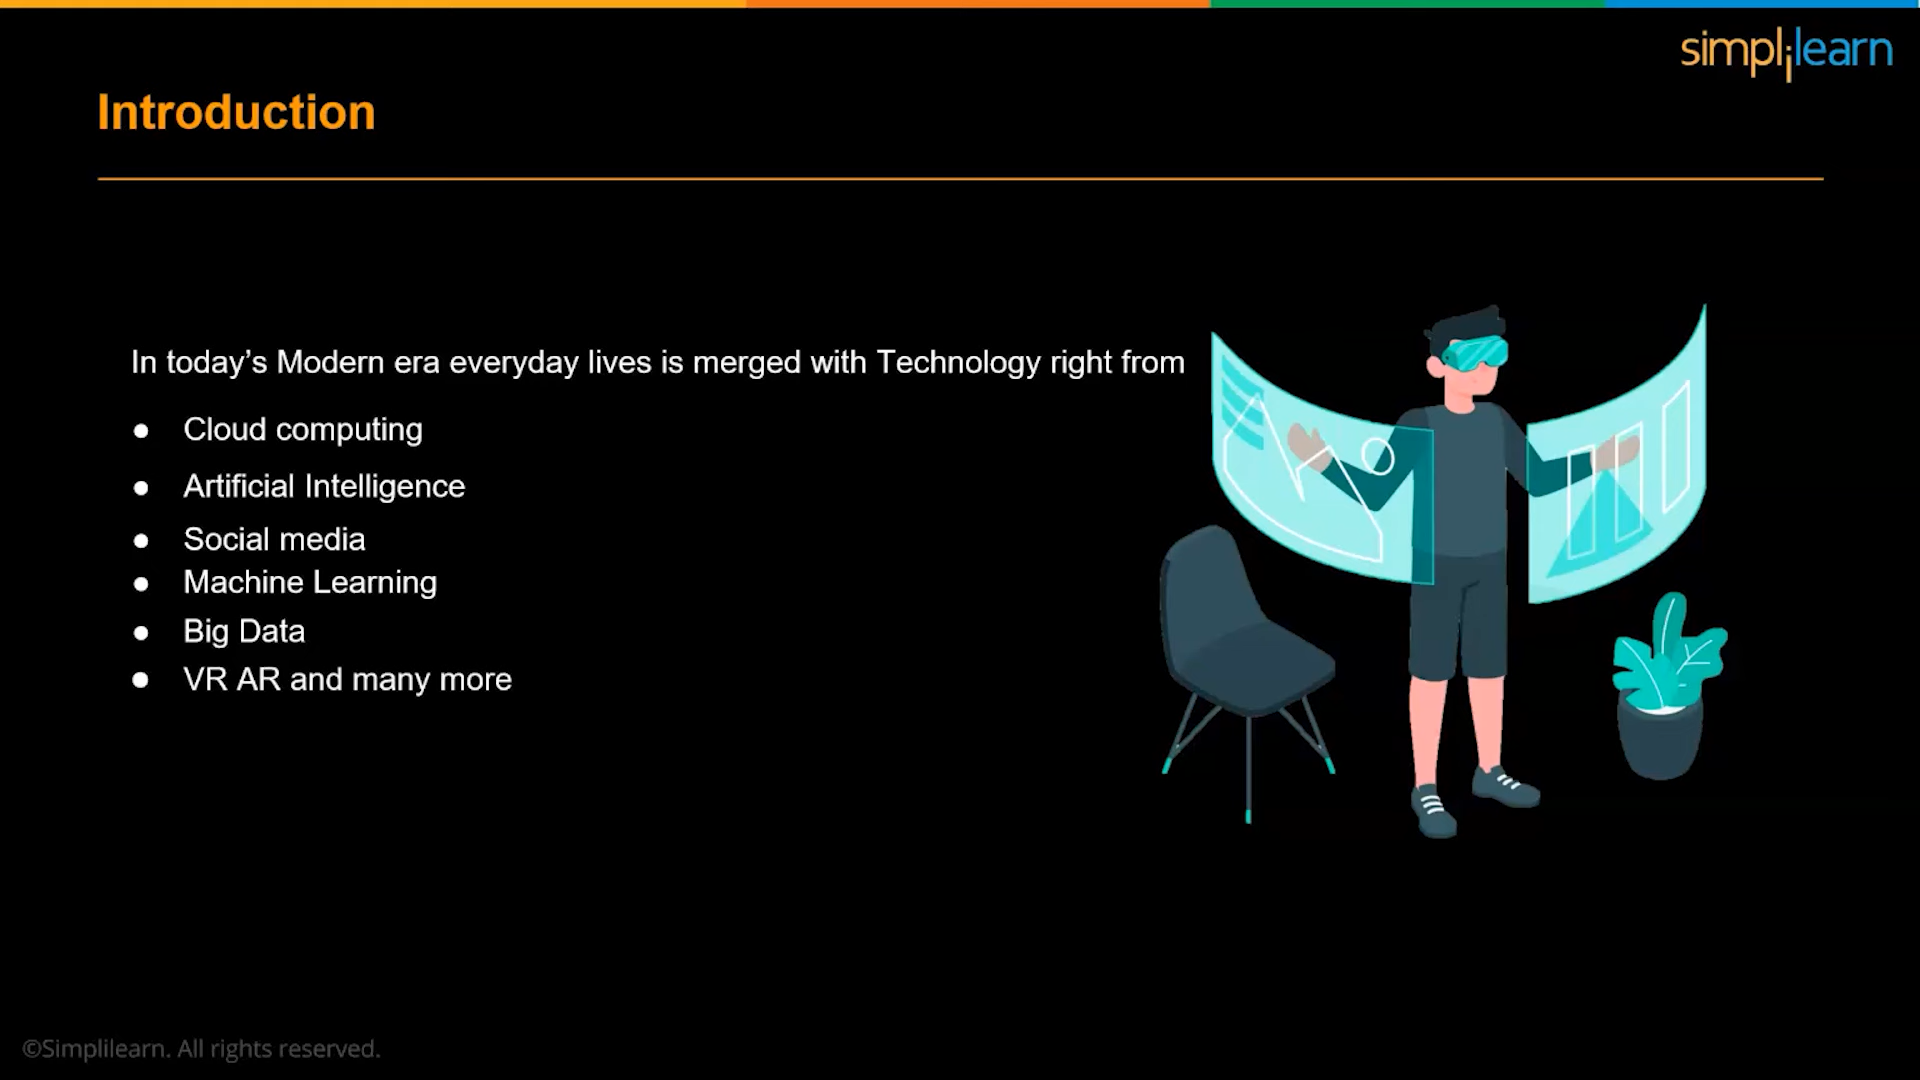 simplilearn
Introduction
In today’s Modern era everyday lives is merged with Technology right from
● Cloud computing
● Artificial Intelligence
● Social media
● Machine Learning
● Big Data
● VR AR and many more
©Simplilearn. All rights reserved.